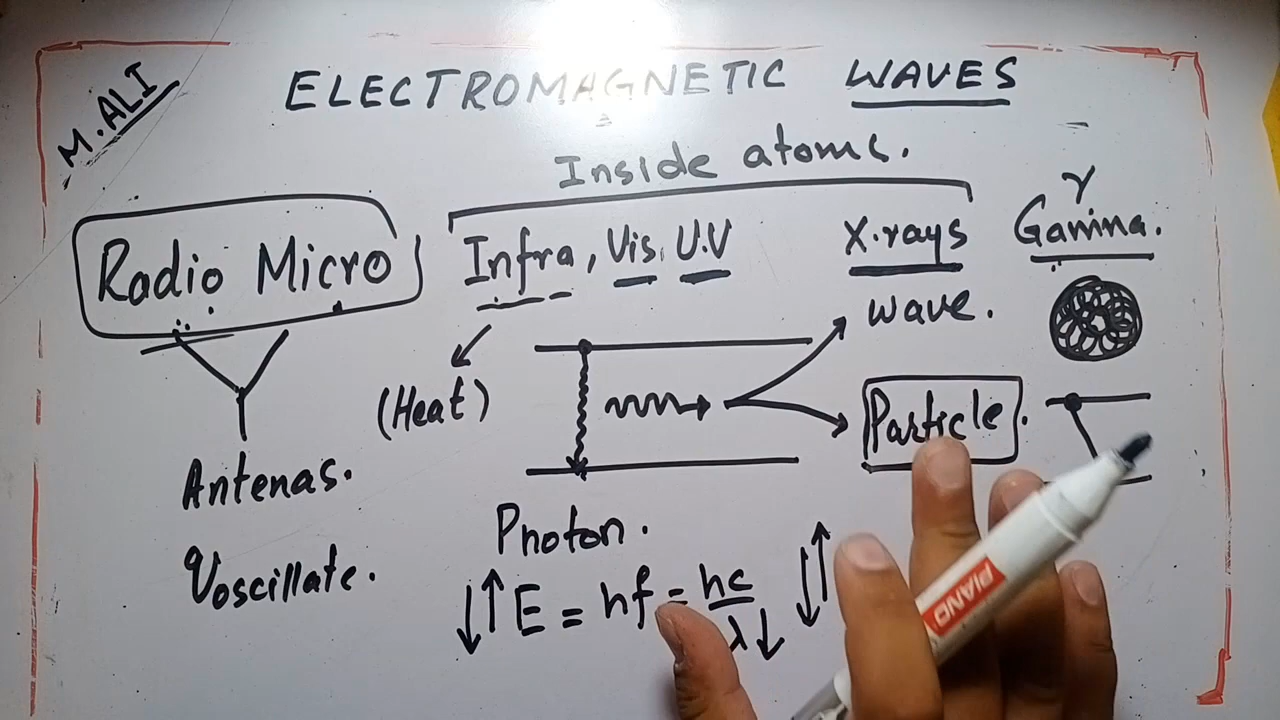 M.ALI
ELECTROMAGNETIC WAVES
Inside atoms.
Radio Micro
Infra, Vis. U.V
X.rays
γ
Gamma.
wave.
(Heat)
Particle.
Antenas.
Photon.
qoscillate.
E = hf = hc/λ
PIANO